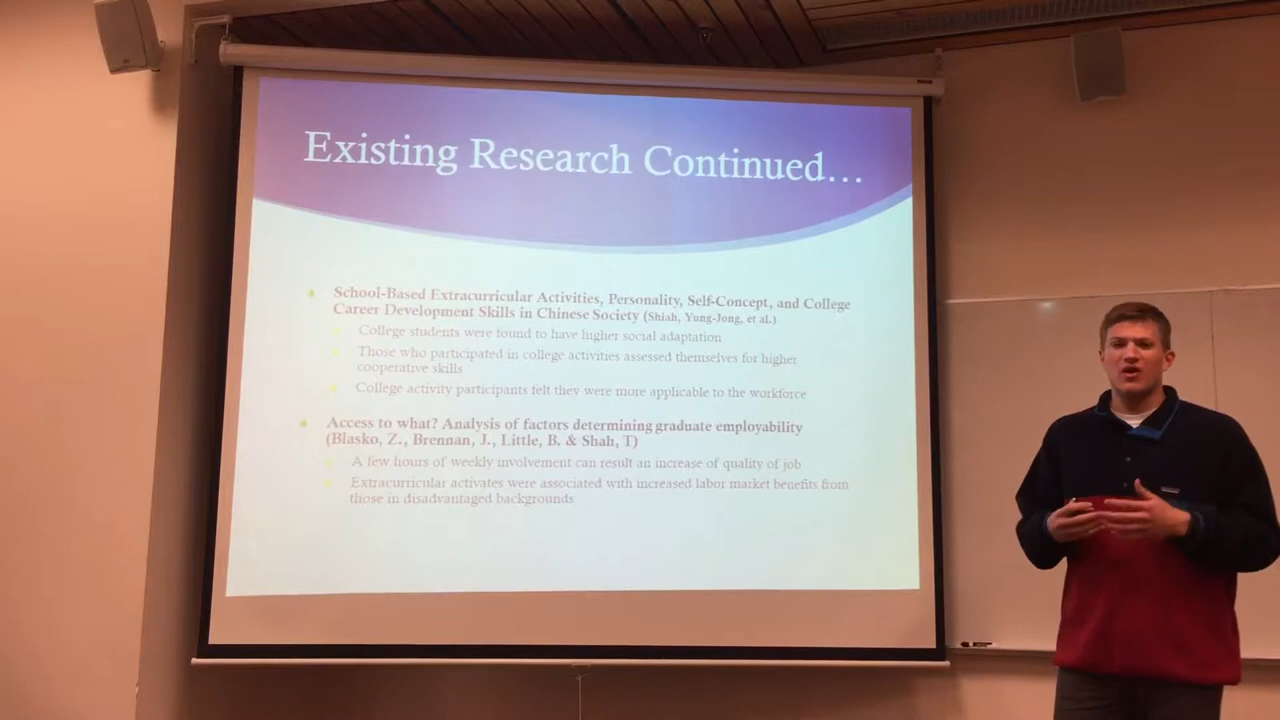 Existing Research Continued...
School-Based Extracurricular Activities, Personality, Self-Concept, and College
Career Development Skills in Chinese Society (Shiah, Yung-Jong, et al.)
College students were found to have higher social adaptation
Those who participated in college activities assessed themselves for higher
cooperative skills
College activity participants felt they were more applicable to the workforce
Access to what? Analysis of factors determining graduate employability
(Blasko, Z., Brennan, J., Little, B. & Shah, T)
A few hours of weekly involvement can result an increase of quality of job
Extracurricular activates were associated with increased labor market benefits from
those in disadvantaged backgrounds